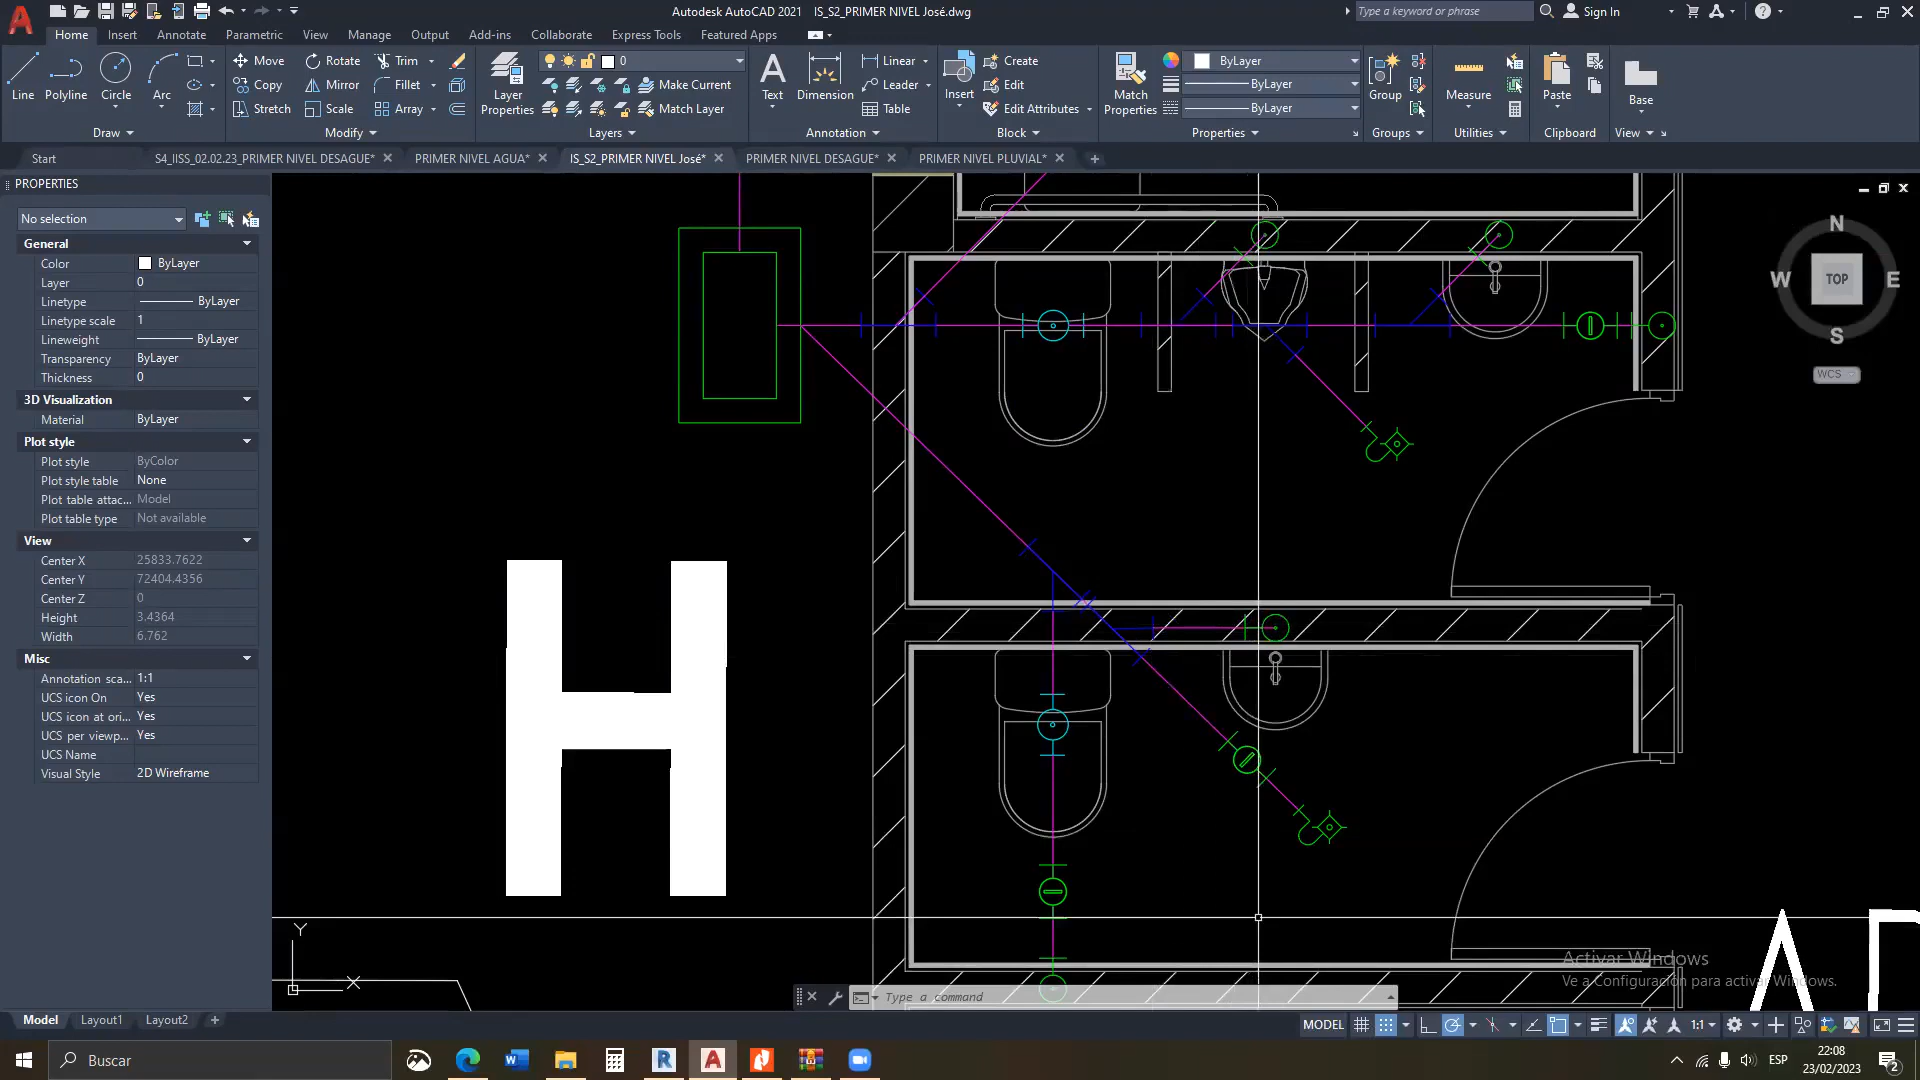 Autodesk AutoCAD 2021 IS_S2_PRIMER NIVEL José.dwg
Type a keyword or phrase
Sign In
Home Insert Annotate Parametric View Manage Output Add-ins Collaborate Express Tools Featured Apps
Line Polyline Circle Arc
Move Rotate Trim
Copy Mirror Fillet
Stretch Scale Array
Layer Properties
0
Make Current
Match Layer
Text Dimension
Linear
Leader
Table
Insert
Create
Edit
Edit Attributes
Match Properties
ByLayer
ByLayer
ByLayer
Group Measure Paste Base
Draw Modify Layers Annotation Block Properties Groups Utilities Clipboard View
Start S4_IISS_02.02.23_PRIMER NIVEL DESAGUE* PRIMER NIVEL AGUA* IS_S2_PRIMER NIVEL José* PRIMER NIVEL DESAGUE* PRIMER NIVEL PLUVIAL*
PROPERTIES
No selection
General
Color ByLayer
Layer 0
Linetype ByLayer
Linetype scale 1
Lineweight ByLayer
Transparency ByLayer
Thickness 0
3D Visualization
Material ByLayer
Plot style
Plot style ByColor
Plot style table None
Plot table attac... Model
Plot table type Not available
View
Center X 25833.7622
Center Y 72404.4356
Center Z 0
Height 3.4364
Width 6.762
Misc
Annotation sca... 1:1
UCS icon On Yes
UCS icon at ori... Yes
UCS per viewp... Yes
UCS Name
Visual Style 2D Wireframe
N
W TOP E
S
WCS
H
Y
X
A
Activar Windows
Ve a Configuración para activar Windows.
Type a command
Model Layout1 Layout2
MODEL 1:1
Buscar
ESP
22:08
23/02/2023
2